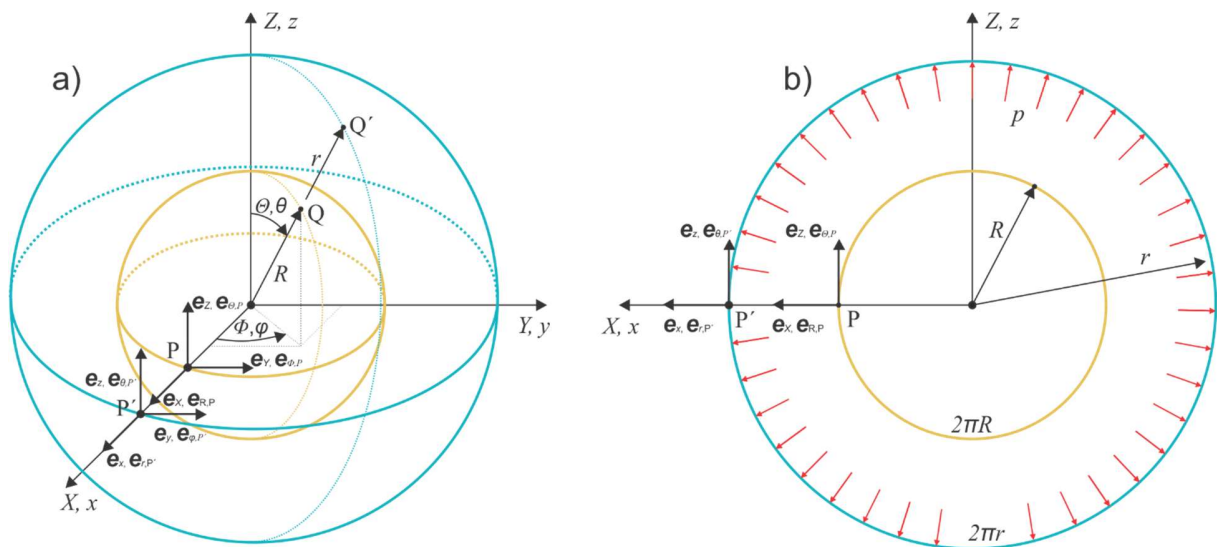 a)
Z, z
Q´
r
Θ,θ
Q
R
Y, y
e_Z, e_Θ,P
Φ,φ
P
e_Y, e_Φ,P
e_z, e_θ,P´
e_X, e_R,P
P´
e_y, e_φ,P´
e_x, e_r,P´
X, x
b)
Z, z
p
e_z, e_θ,P´
e_Z, e_Θ,P
R
r
X, x
P´
P
e_x, e_r,P´
e_X, e_R,P
2πR
2πr